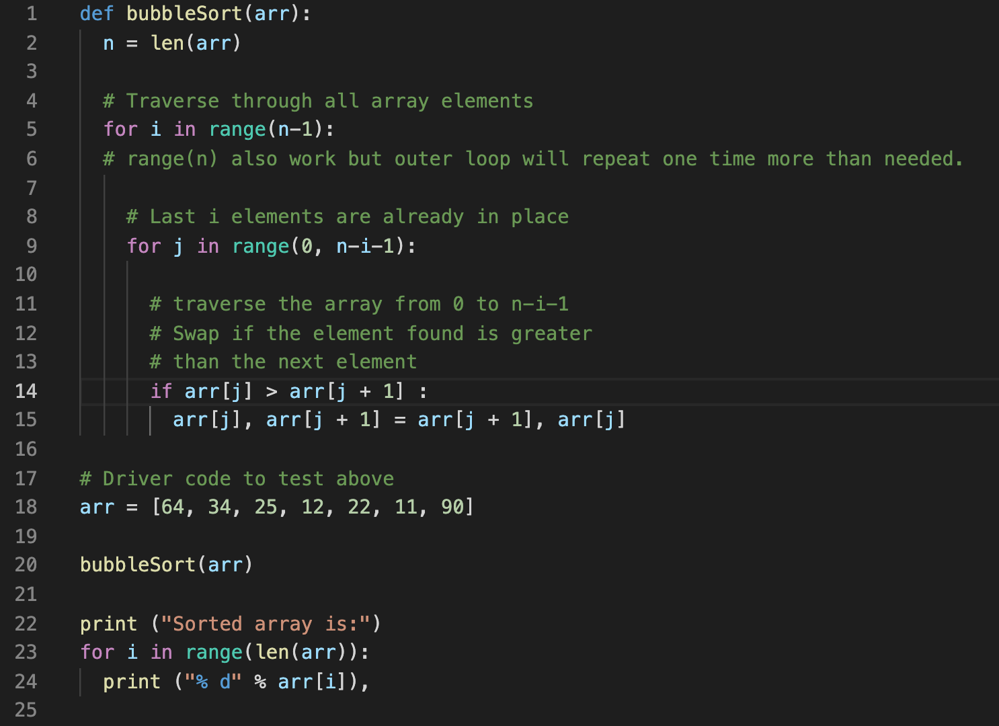 1 def bubbleSort(arr):
2   n = len(arr)
3
4   # Traverse through all array elements
5   for i in range(n-1):
6   # range(n) also work but outer loop will repeat one time more than needed.
7
8     # Last i elements are already in place
9     for j in range(0, n-i-1):
10
11       # traverse the array from 0 to n-i-1
12       # Swap if the element found is greater
13       # than the next element
14       if arr[j] > arr[j + 1] :
15         arr[j], arr[j + 1] = arr[j + 1], arr[j]
16
17 # Driver code to test above
18 arr = [64, 34, 25, 12, 22, 11, 90]
19
20 bubbleSort(arr)
21
22 print ("Sorted array is:")
23 for i in range(len(arr)):
24   print ("% d" % arr[i]),
25